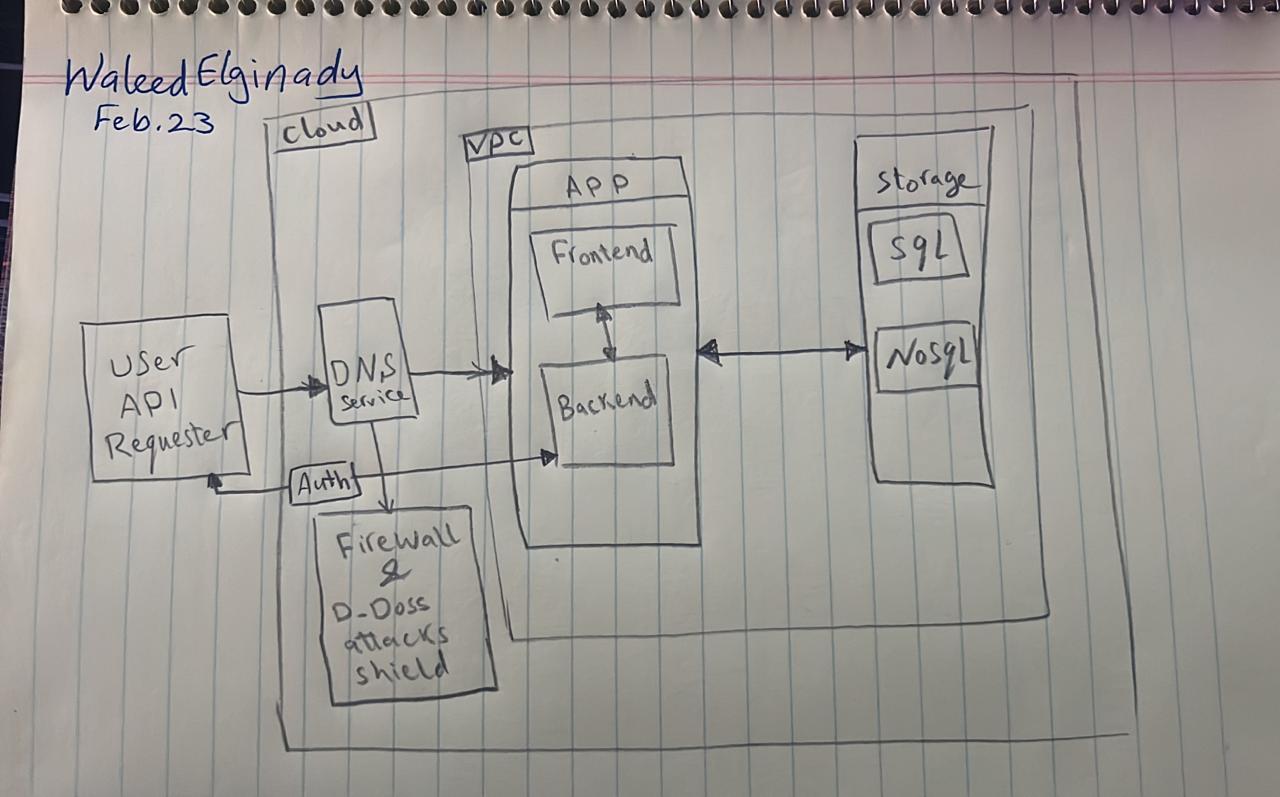 Waleed Elginady
Feb.23
Cloud
VPC
APP
Frontend
Backend
Storage
SQL
NoSQL
User
API
Requester
DNS
Service
Auth
Firewall
&
D-Doss
attacks
shield